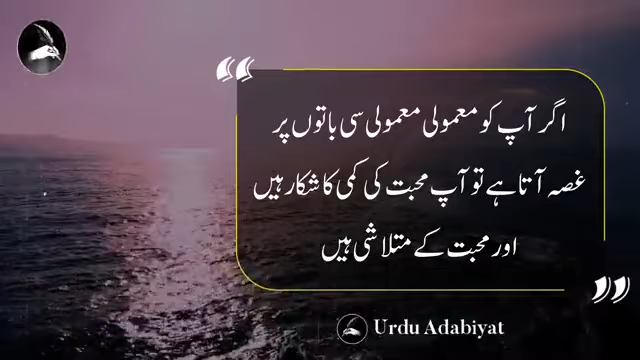 اگر آپ کو معمولی معمولی سی باتوں پر
غصہ آتا ہے تو آپ محبت کی کمی کا شکار ہیں
اور محبت کے متلاشی ہیں
Urdu Adabiyat